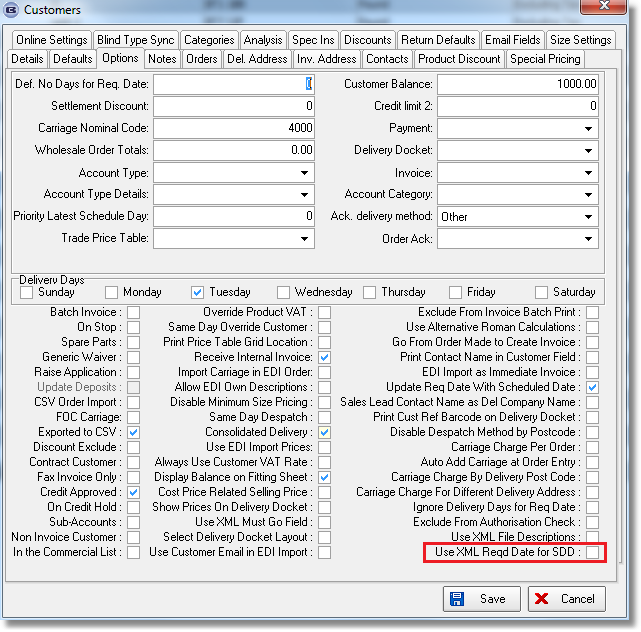 Customers
Online Settings Blind Type Sync Categories Analysis Spec Ins Discounts Return Defaults Email Fields Size Settings
Details Defaults Options Notes Orders Del. Address Inv. Address Contacts Product Discount Special Pricing
Def. No Days for Req. Date: 0 Customer Balance: 1000.00
Settlement Discount: 0 Credit limit 2: 0
Carriage Nominal Code: 4000 Payment:
Wholesale Order Totals: 0.00 Delivery Docket:
Account Type: Invoice:
Account Type Details: Account Category:
Priority Latest Schedule Day: 0 Ack. delivery method: Other
Trade Price Table: Order Ack:
Delivery Days
Sunday Monday Tuesday Wednesday Thursday Friday Saturday
Batch Invoice : Override Product VAT : Exclude From Invoice Batch Print :
On Stop : Same Day Override Customer : Use Alternative Roman Calculations :
Spare Parts : Print Price Table Grid Location : Go From Order Made to Create Invoice :
Generic Waiver : Receive Internal Invoice: Print Contact Name in Customer Field :
Raise Application : Import Carriage in EDI Order: EDI Import as Immediate Invoice :
Update Deposits : Allow EDI Own Descriptions : Update Req Date With Scheduled Date :
CSV Order Import : Disable Minimum Size Pricing : Sales Lead Contact Name as Del Company Name :
FOC Carriage: Same Day Despatch : Print Cust Ref Barcode on Delivery Docket :
Exported to CSV : Consolidated Delivery : Disable Despatch Method by Postcode :
Discount Exclude : Use EDI Import Prices: Carriage Charge Per Order :
Contract Customer : Always Use Customer VAT Rate : Auto Add Carriage at Order Entry :
Fax Invoice Only : Display Balance on Fitting Sheet : Carriage Charge By Delivery Post Code :
Credit Approved : Cost Price Related Selling Price : Carriage Charge For Different Delivery Address :
On Credit Hold : Show Prices On Delivery Docket : Ignore Delivery Days for Req Date :
Sub-Accounts : Use XML Must Go Field : Exclude From Authorisation Check :
Non Invoice Customer : Select Delivery Docket Layout : Use XML File Descriptions :
In the Commercial List : Use Customer Email in EDI Import : Use XML Reqd Date for SDD :
Save Cancel